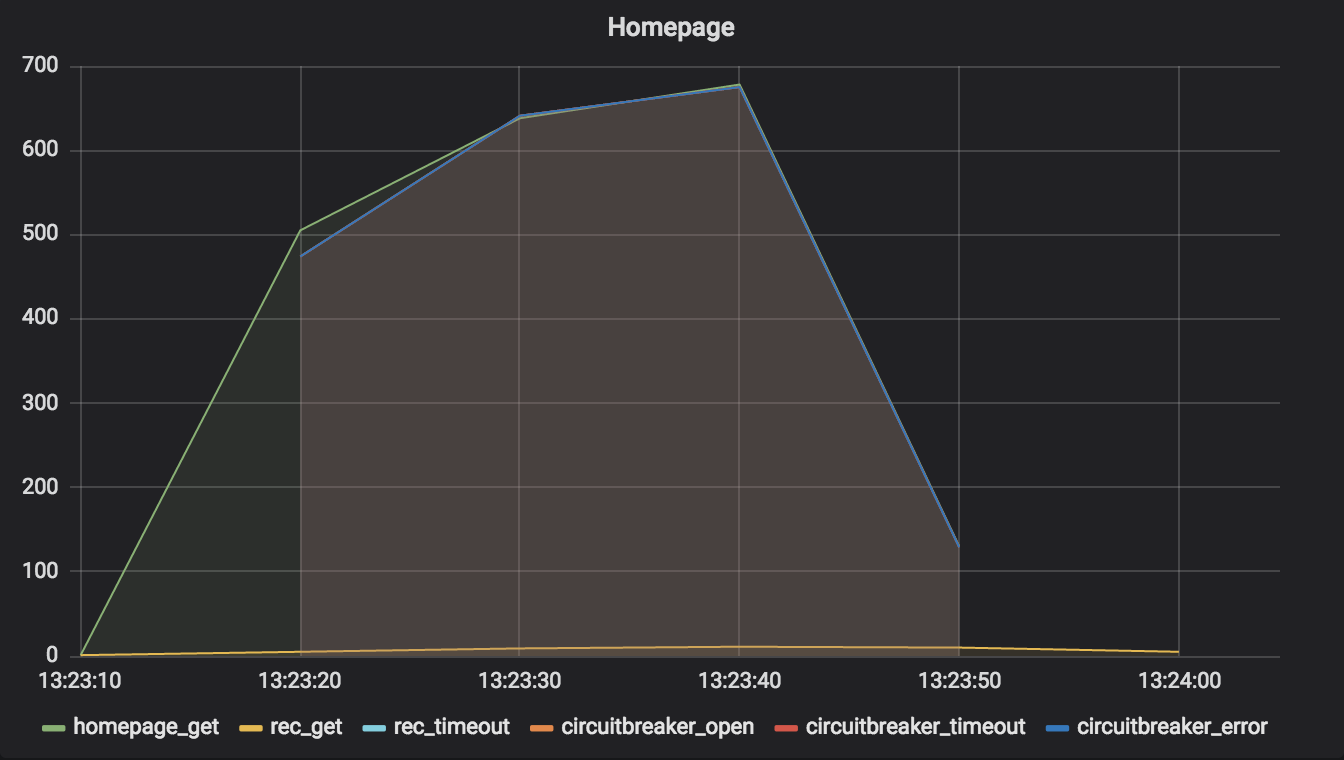 Homepage
700
600
500
400
300
200
100
0
13:23:10 13:23:20 13:23:30 13:23:40 13:23:50 13:24:00
homepage_get rec_get rec_timeout circuitbreaker_open circuitbreaker_timeout circuitbreaker_error